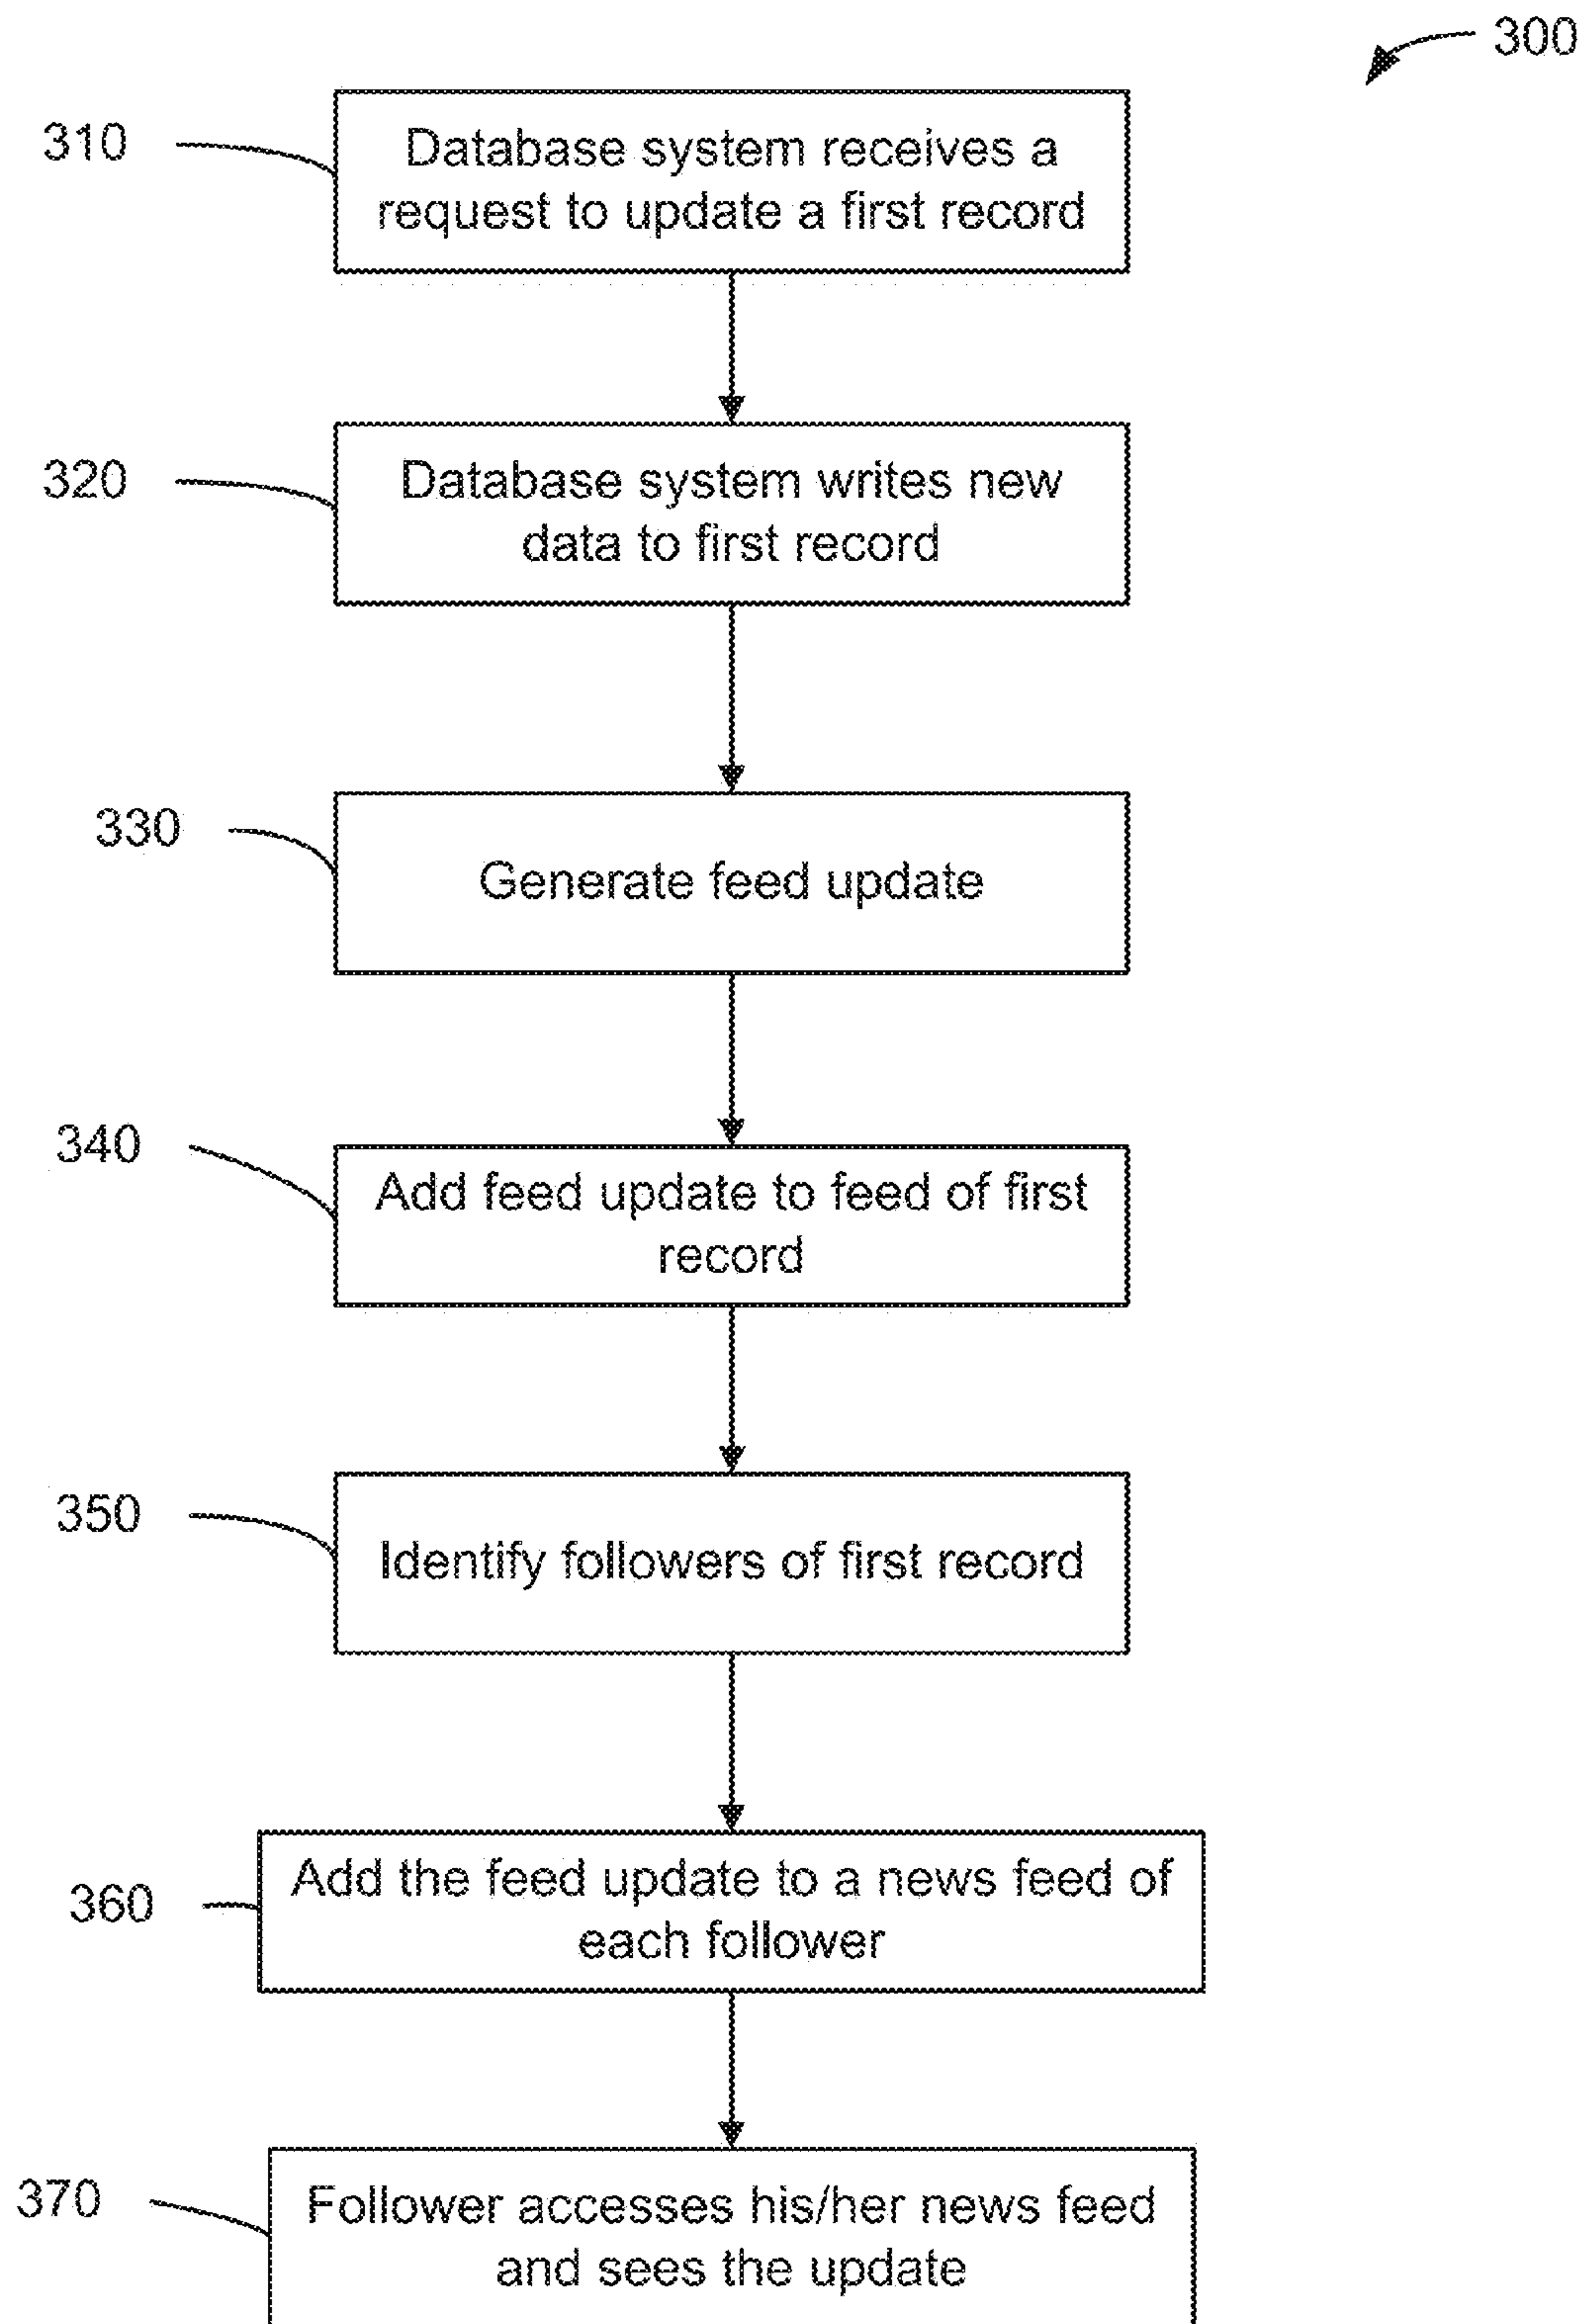 300
310
Database system receives a
request to update a first record
320
Database system writes new
data to first record
330
Generate feed update
340
Add feed update to feed of first
record
350
Identify followers of first record
360
Add the feed update to a news feed of
each follower
370
Follower accesses his/her news feed
and sees the update